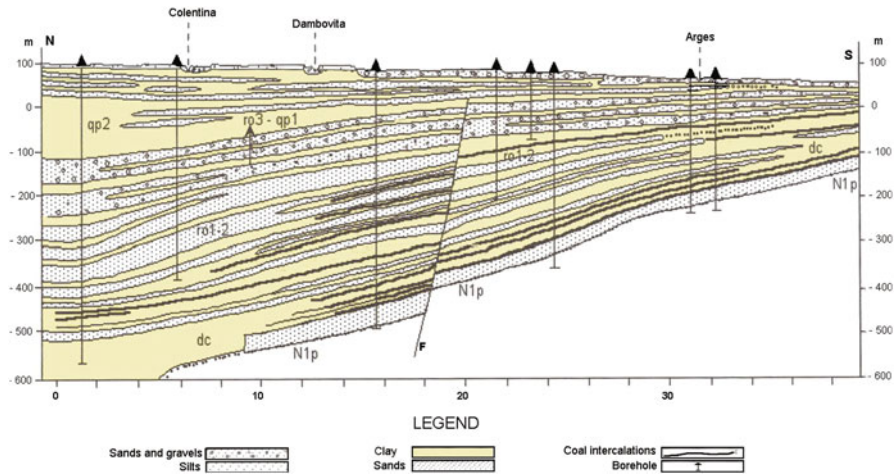 Colentina
Dambovita
Arges
m N
S m
100
100
0
0
- 100
- 100
- 200
- 200
- 300
- 300
- 400
- 400
- 500
- 500
- 600
- 600
qp2
ro3 - qp1
ro1-2
ro1-2
dc
N1p
N1p
dc
N1p
F
0 10 20 30
LEGEND
Sands and gravels Clay Coal intercalations
Silts Sands Borehole